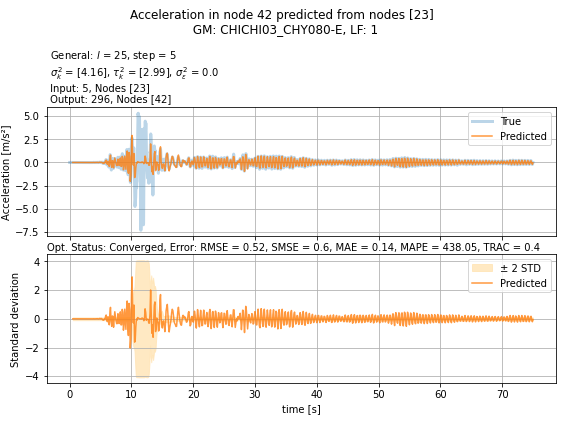 Acceleration in node 42 predicted from nodes [23]
GM: CHICHI03_CHY080-E, LF: 1
General: l = 25, step = 5
σ²ₖ = [4.16], τ²ₖ = [2.99], σ²ε = 0.0
Input: 5, Nodes [23]
Output: 296, Nodes [42]
5.0
2.5
0.0
−2.5
−5.0
−7.5
Acceleration [m/s²]
True
Predicted
Opt. Status: Converged, Error: RMSE = 0.52, SMSE = 0.6, MAE = 0.14, MAPE = 438.05, TRAC = 0.4
4
2
0
−2
−4
Standard deviation
± 2 STD
Predicted
0 10 20 30 40 50 60 70
time [s]